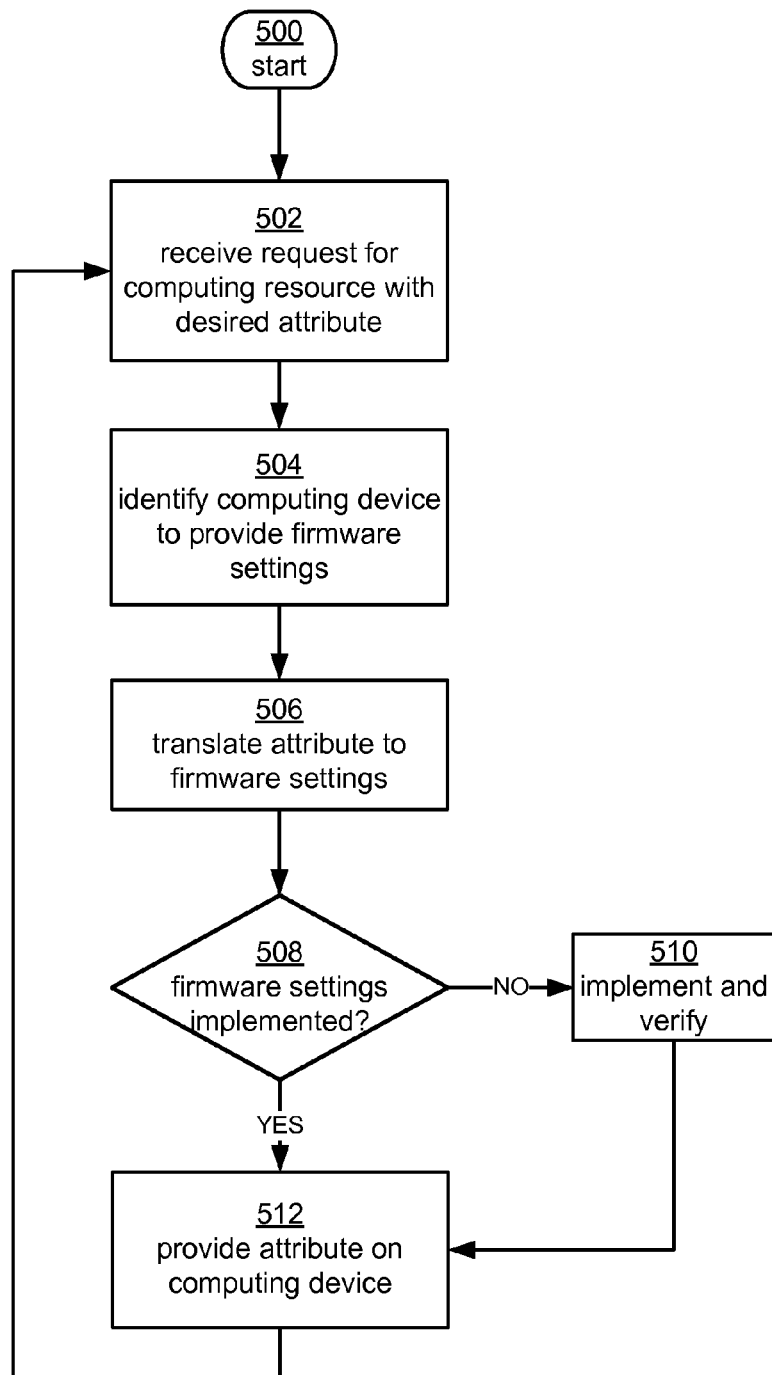 500
start
502
receive request for
computing resource with
desired attribute
504
identify computing device
to provide firmware
settings
506
translate attribute to
firmware settings
508
firmware settings
implemented?
NO
510
implement and
verify
YES
512
provide attribute on
computing device